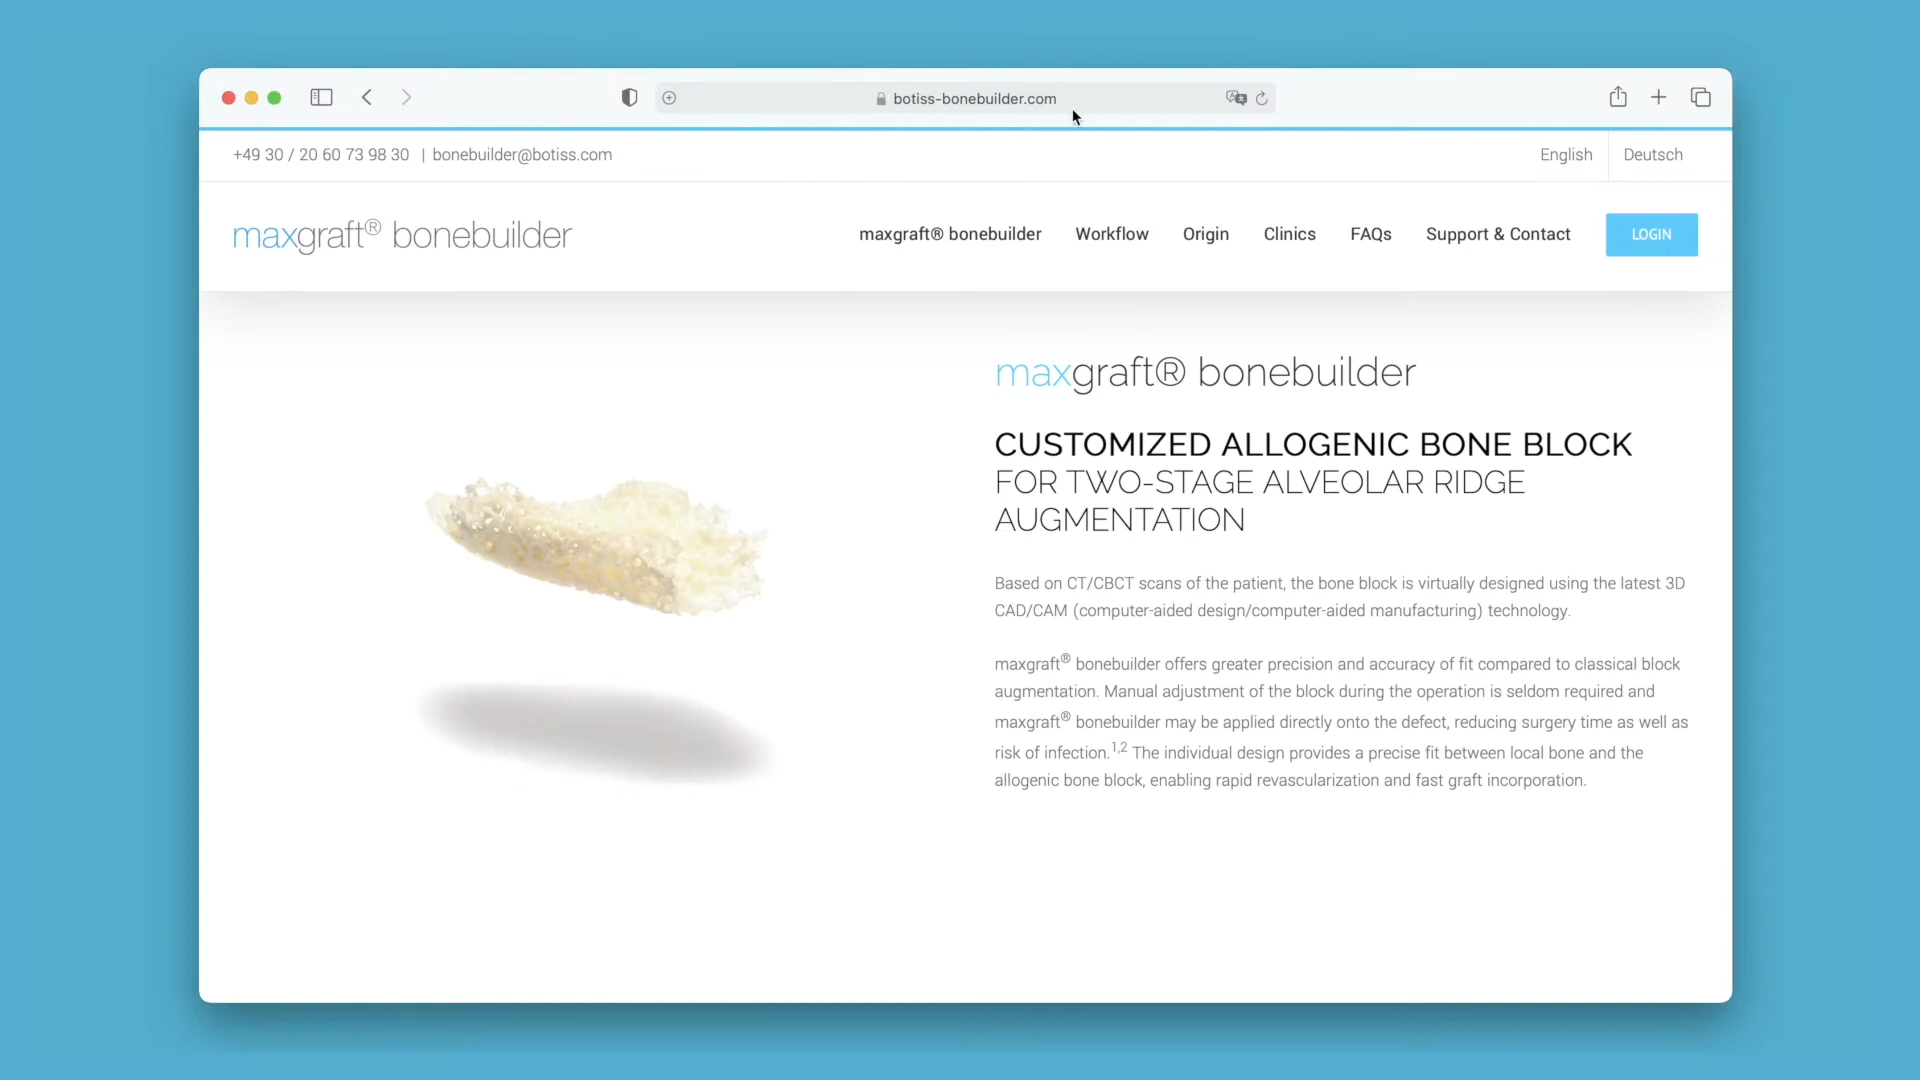 botiss-bonebuilder.com
+49 30 / 20 60 73 98 30 | bonebuilder@botiss.com
English
Deutsch
maxgraft® bonebuilder
maxgraft® bonebuilder
Workflow
Origin
Clinics
FAQs
Support & Contact
LOGIN
maxgraft® bonebuilder
CUSTOMIZED ALLOGENIC BONE BLOCK
FOR TWO-STAGE ALVEOLAR RIDGE
AUGMENTATION
Based on CT/CBCT scans of the patient, the bone block is virtually designed using the latest 3D
CAD/CAM (computer-aided design/computer-aided manufacturing) technology.
maxgraft® bonebuilder offers greater precision and accuracy of fit compared to classical block
augmentation. Manual adjustment of the block during the operation is seldom required and
maxgraft® bonebuilder may be applied directly onto the defect, reducing surgery time as well as
risk of infection.1,2 The individual design provides a precise fit between local bone and the
allogenic bone block, enabling rapid revascularization and fast graft incorporation.